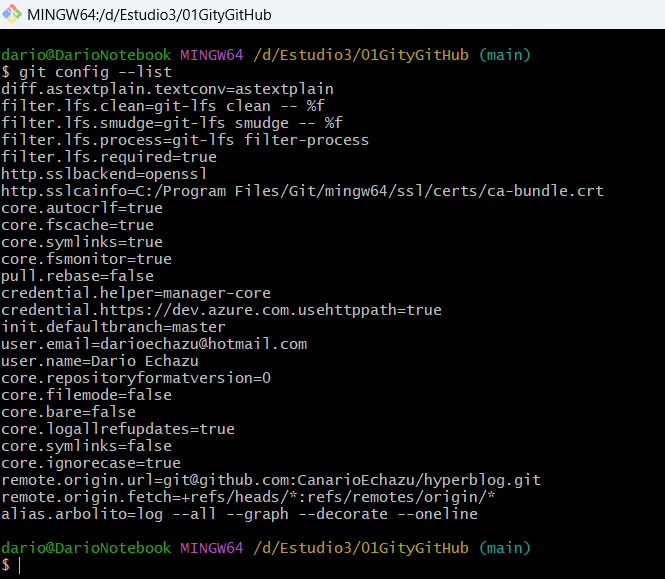 MINGW64:/d/Estudio3/01GityGitHub
dario@DarioNotebook MINGW64 /d/Estudio3/01GityGitHub (main)
$ git config --list
diff.astextplain.textconv=astextplain
filter.lfs.clean=git-lfs clean -- %f
filter.lfs.smudge=git-lfs smudge -- %f
filter.lfs.process=git-lfs filter-process
filter.lfs.required=true
http.sslbackend=openssl
http.sslcainfo=C:/Program Files/Git/mingw64/ssl/certs/ca-bundle.crt
core.autocrlf=true
core.fscache=true
core.symlinks=true
core.fsmonitor=true
pull.rebase=false
credential.helper=manager-core
credential.https://dev.azure.com.usehttppath=true
init.defaultbranch=master
user.email=darioechazu@hotmail.com
user.name=Dario Echazu
core.repositoryformatversion=0
core.filemode=false
core.bare=false
core.logallrefupdates=true
core.symlinks=false
core.ignorecase=true
remote.origin.url=git@github.com:CanarioEchazu/hyperblog.git
remote.origin.fetch=+refs/heads/*:refs/remotes/origin/*
alias.arbolito=log --all --graph --decorate --oneline
dario@DarioNotebook MINGW64 /d/Estudio3/01GityGitHub (main)
$